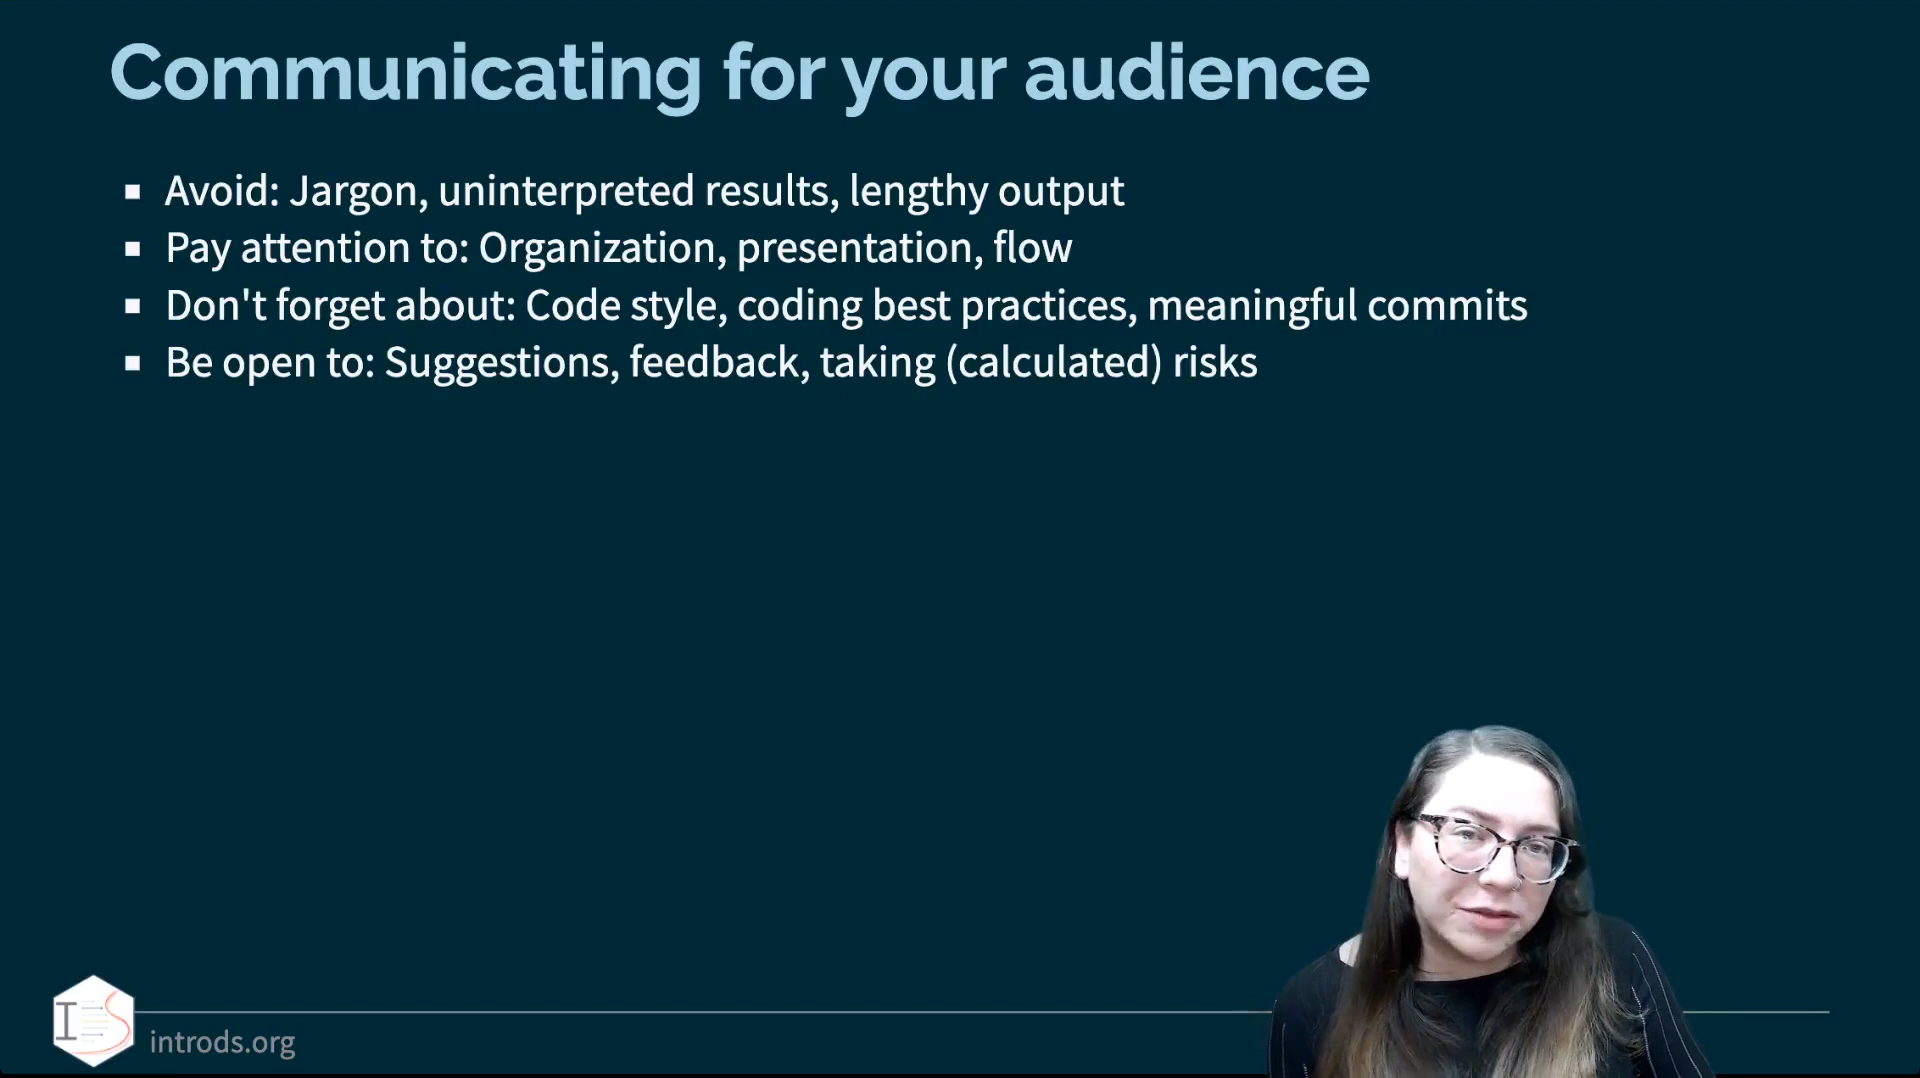 Communicating for your audience
Avoid: Jargon, uninterpreted results, lengthy output
Pay attention to: Organization, presentation, flow
Don't forget about: Code style, coding best practices, meaningful commits
Be open to: Suggestions, feedback, taking (calculated) risks
IS
introds.org